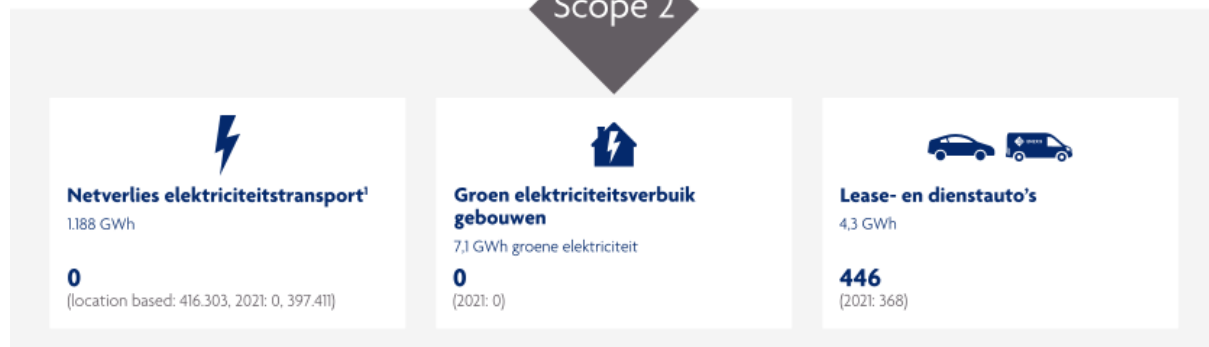 Scope 2
Netverlies elektriciteitstransport¹
1.188 GWh
0
(location based: 416.303, 2021: 0, 397.411)
Groen elektriciteitsverbuik
gebouwen
7,1 GWh groene elektriciteit
0
(2021: 0)
Lease- en dienstauto’s
4,3 GWh
446
(2021: 368)